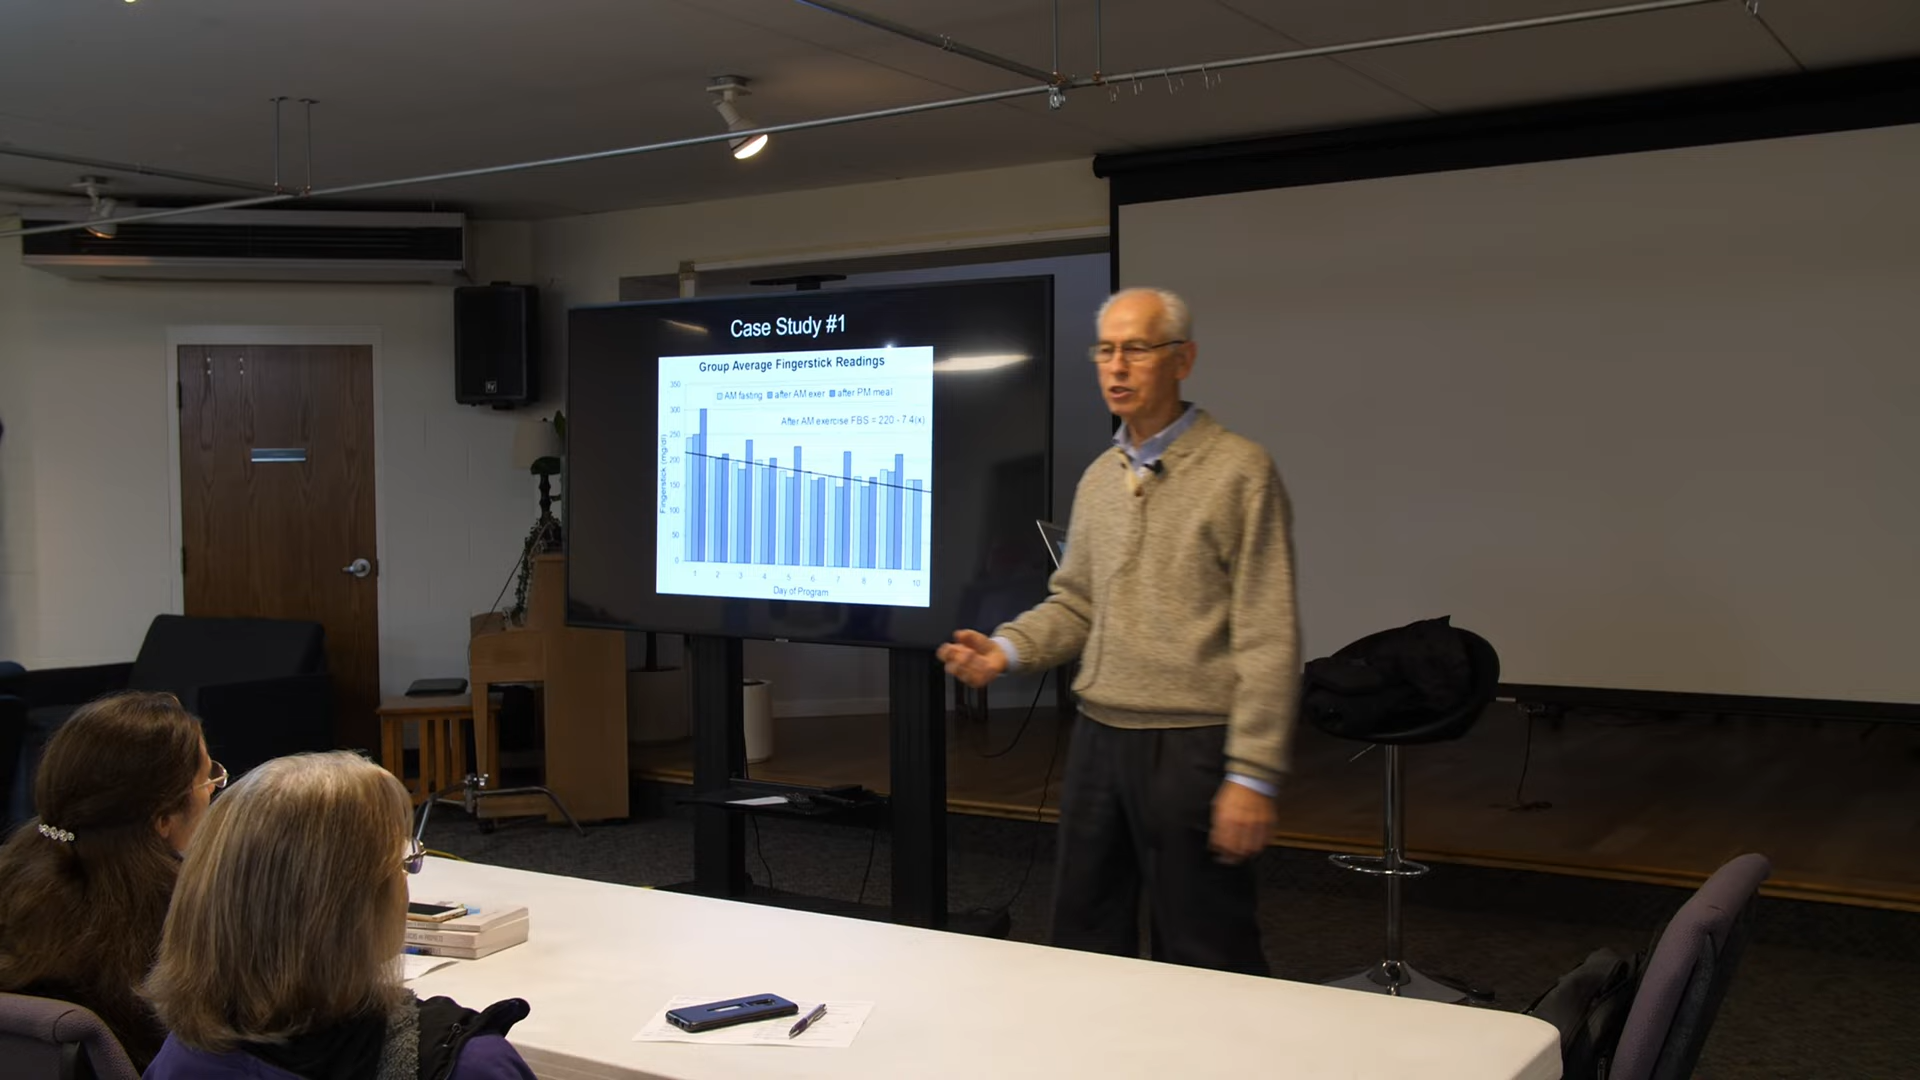 Case Study #1
Group Average Fingerstick Readings
AM fasting after AM exer after PM meal
After AM exercise FBS = 220 - 7.4(x)
Fingerstick (mg/dl)
350
300
250
200
150
100
50
0
1 2 3 4 5 6 7 8 9 10
Day of Program